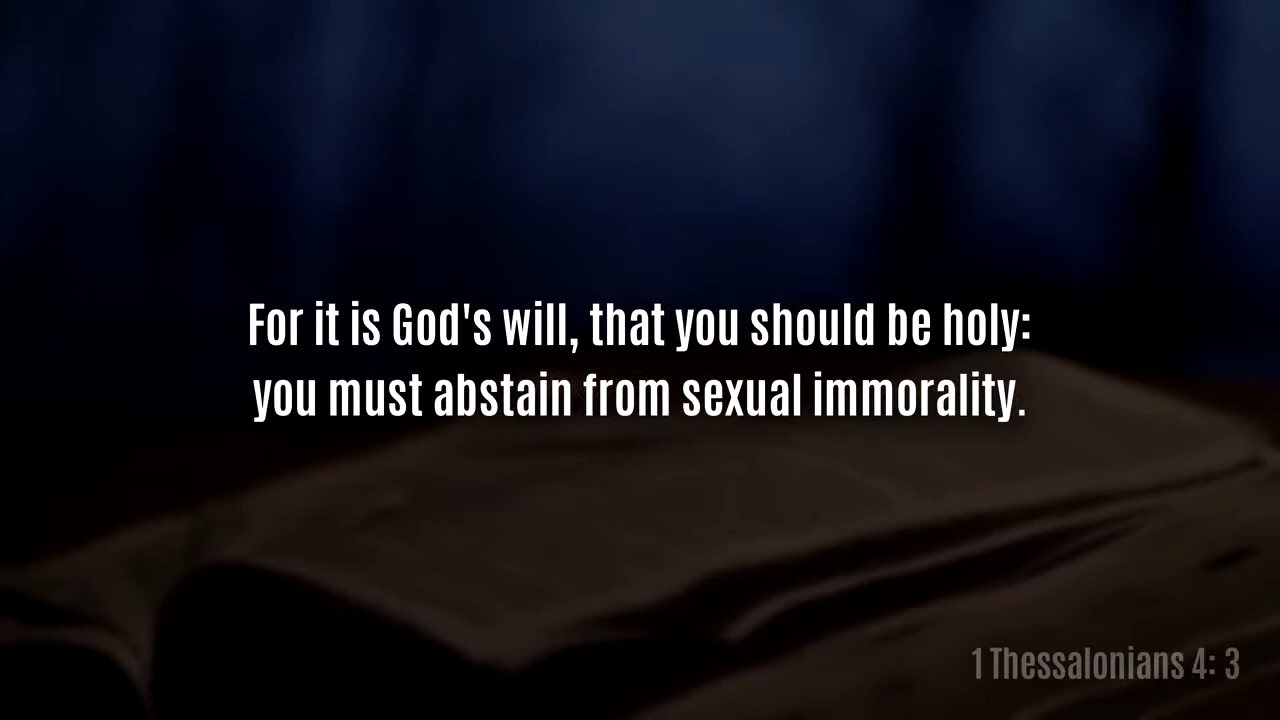 For it is God's will, that you should be holy:
you must abstain from sexual immorality.
1 Thessalonians 4: 3